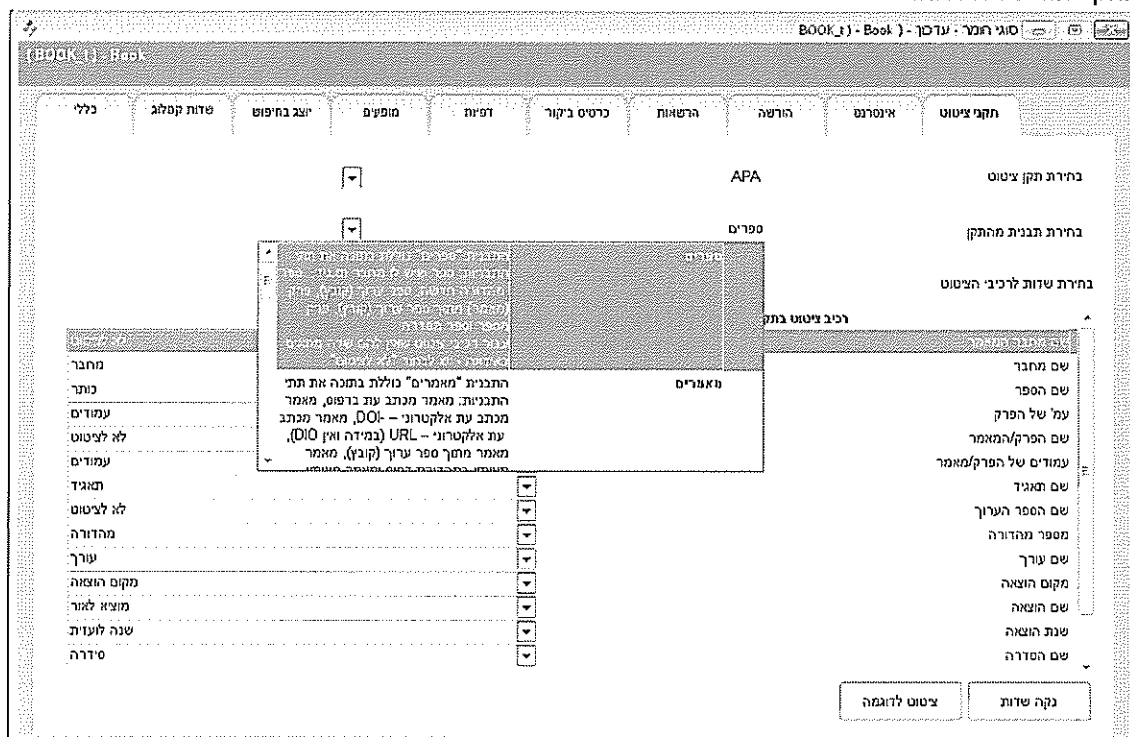 סוגי חומר - עדכון - (BOOK_t) - Book
(BOOK_t) - Book
תקני ציטוט
אינטרנט
הורשה
הרשאות
כרטיס ביקור
דפיות
מופעים
יוצג בחיפוש
שדות קטלוג
כללי
בחירת תקן ציטוט
APA
בחירת תבנית מהתקן
ספרים
ספרים
מאמרים
התבנית "מאמרים" כוללת בתוכה את תתי
התבניות: מאמר מכתב עת בדפוס, מאמר
מכתב עת אלקטרוני – DOI-, מאמר מכתב
עת אלקטרוני – URL (במידה ואין DIO),
מאמר מתוך ספר ערוך (קובץ), מאמר
בחירת שדות לרכיבי הציטוט
רכיב ציטוט בתקן
שם מחבר המאמר
שם מחבר מחבר
שם הספר כותר
עמ' של הפרק עמודים
שם הפרק/המאמר לא לציטוט
עמודים של הפרק/מאמר עמודים
שם תאגיד תאגיד
שם הספר הערוך לא לציטוט
מספר מהדורה מהדורה
שם עורך עורך
מקום הוצאה מקום הוצאה
שם הוצאה מוציא לאור
שנת הוצאה שנה לועזית
שם הסדרה סידרה
נקה שדות
ציטוט לדוגמה